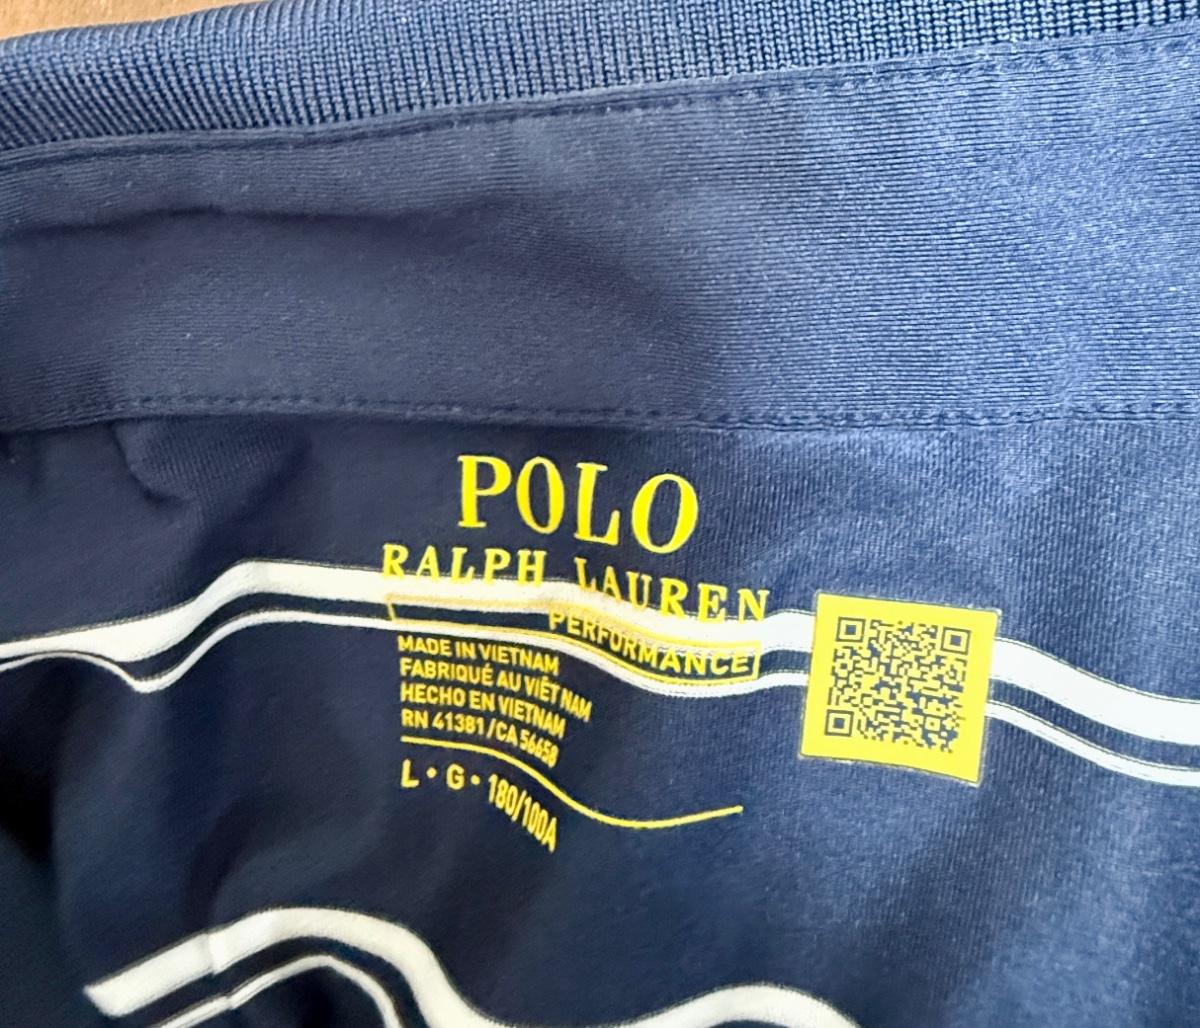 POLO
RALPH LAUREN
PERFORMANCE
MADE IN VIETNAM
FABRIQUÉ AU VIÊT NAM
HECHO EN VIETNAM
RN 41381/CA 56658
L • G • 180/100A